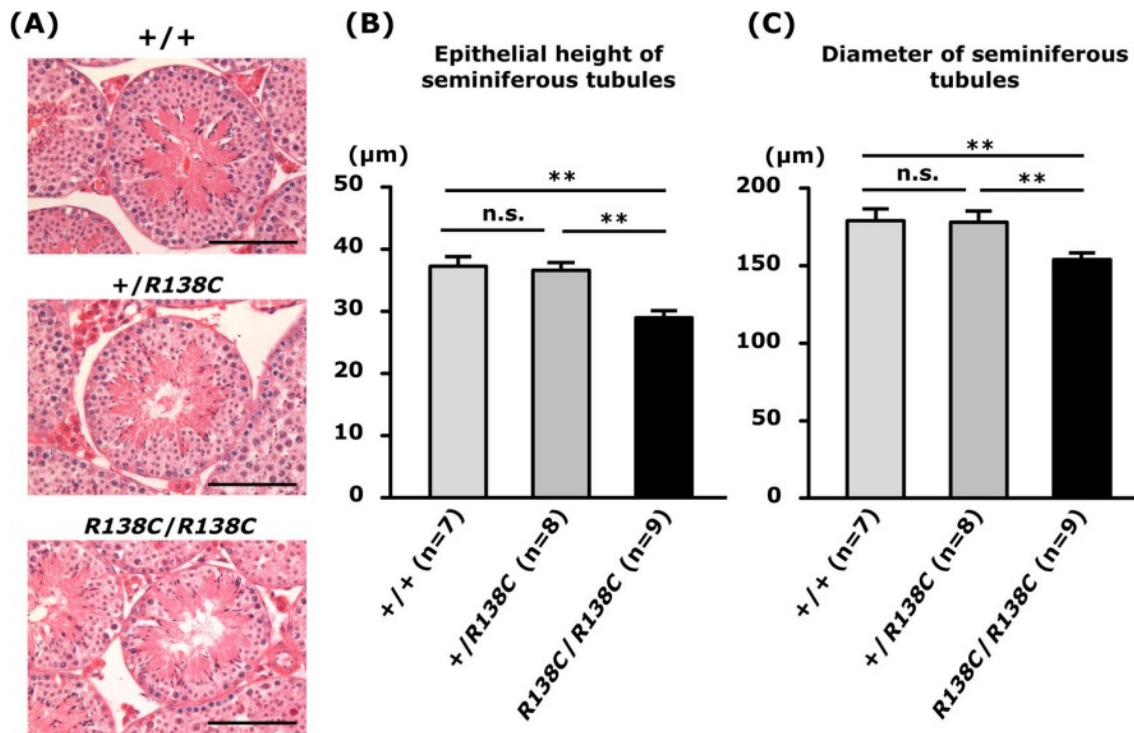 (A)
+/+
+/R138C
R138C/R138C
(B)
Epithelial height of
seminiferous tubules
(µm)
50
40
30
20
10
0
**
n.s.
**
+/+ (n=7)
+/R138C (n=8)
R138C/R138C (n=9)
(C)
Diameter of seminiferous
tubules
(µm)
200
150
100
50
0
**
n.s.
**
+/+ (n=7)
+/R138C (n=8)
R138C/R138C (n=9)